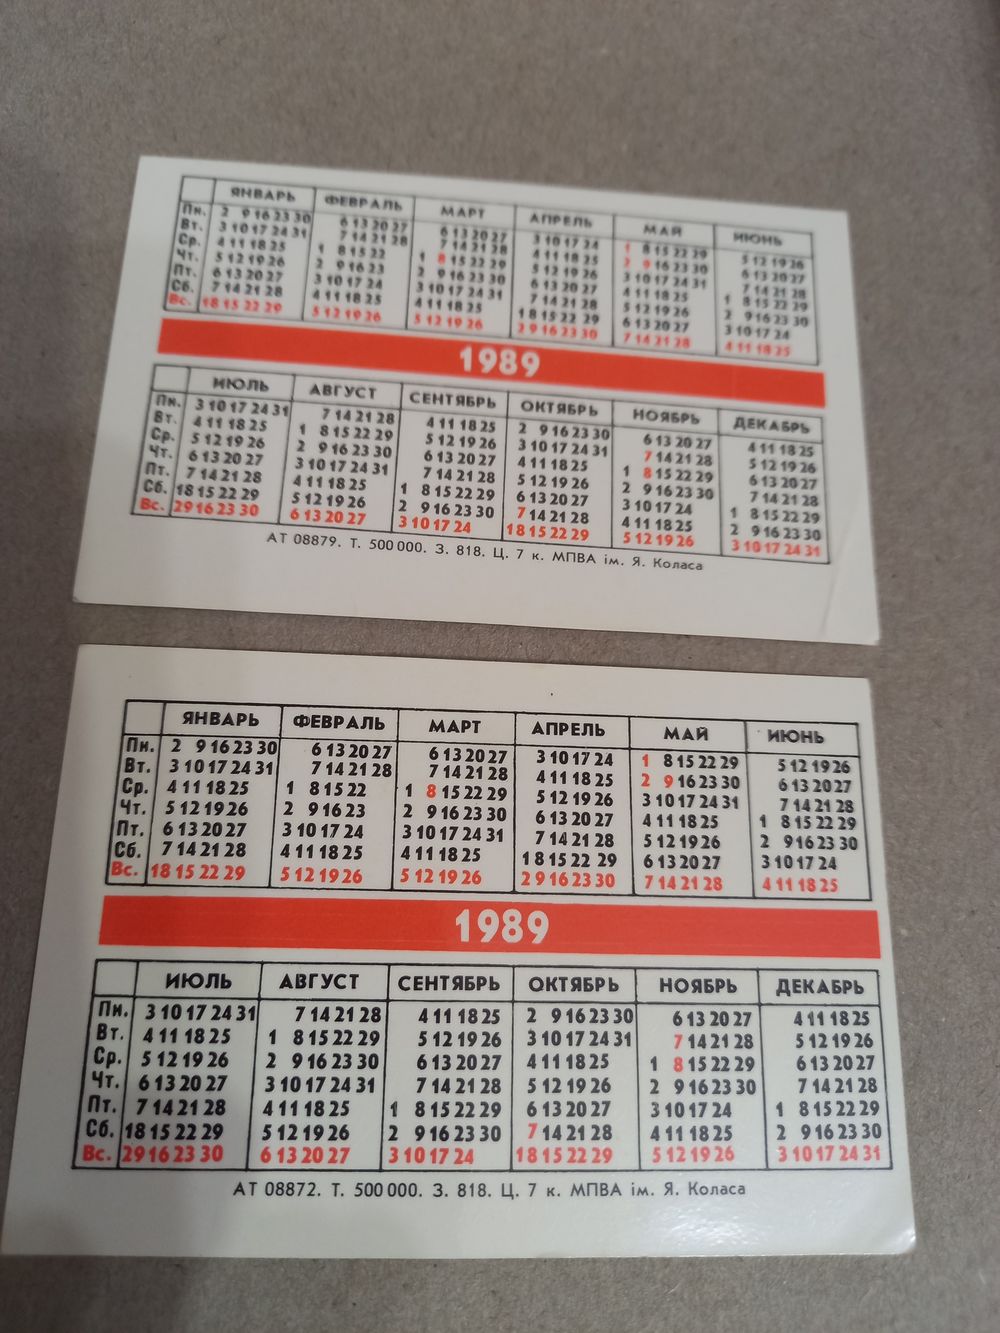 ЯНВАРЬ ФЕВРАЛЬ МАРТ АПРЕЛЬ МАЙ ИЮНЬ
Пн. 2 9 16 23 30 6 13 20 27 6 13 20 27 3 10 17 24 1 8 15 22 29 5 12 19 26
Вт. 3 10 17 24 31 7 14 21 28 7 14 21 28 4 11 18 25 2 9 16 23 30 6 13 20 27
Ср. 4 11 18 25 1 8 15 22 1 8 15 22 29 5 12 19 26 3 10 17 24 31 7 14 21 28
Чт. 5 12 19 26 2 9 16 23 2 9 16 23 30 6 13 20 27 4 11 18 25 1 8 15 22 29
Пт. 6 13 20 27 3 10 17 24 3 10 17 24 31 7 14 21 28 5 12 19 26 2 9 16 23 30
Сб. 7 14 21 28 4 11 18 25 4 11 18 25 1 8 15 22 29 6 13 20 27 3 10 17 24
Вс. 1 8 15 22 29 5 12 19 26 5 12 19 26 2 9 16 23 30 7 14 21 28 4 11 18 25
1989
ИЮЛЬ АВГУСТ СЕНТЯБРЬ ОКТЯБРЬ НОЯБРЬ ДЕКАБРЬ
Пн. 3 10 17 24 31 7 14 21 28 4 11 18 25 2 9 16 23 30 6 13 20 27 4 11 18 25
Вт. 4 11 18 25 1 8 15 22 29 5 12 19 26 3 10 17 24 31 7 14 21 28 5 12 19 26
Ср. 5 12 19 26 2 9 16 23 30 6 13 20 27 4 11 18 25 1 8 15 22 29 6 13 20 27
Чт. 6 13 20 27 3 10 17 24 31 7 14 21 28 5 12 19 26 2 9 16 23 30 7 14 21 28
Пт. 7 14 21 28 4 11 18 25 1 8 15 22 29 6 13 20 27 3 10 17 24 1 8 15 22 29
Сб. 1 8 15 22 29 5 12 19 26 2 9 16 23 30 7 14 21 28 4 11 18 25 2 9 16 23 30
Вс. 2 9 16 23 30 6 13 20 27 3 10 17 24 1 8 15 22 29 5 12 19 26 3 10 17 24 31
АТ 08879. Т. 500 000. З. 818. Ц. 7 к. МПВА ім. Я. Коласа
ЯНВАРЬ ФЕВРАЛЬ МАРТ АПРЕЛЬ МАЙ ИЮНЬ
Пн. 2 9 16 23 30 6 13 20 27 6 13 20 27 3 10 17 24 1 8 15 22 29 5 12 19 26
Вт. 3 10 17 24 31 7 14 21 28 7 14 21 28 4 11 18 25 2 9 16 23 30 6 13 20 27
Ср. 4 11 18 25 1 8 15 22 1 8 15 22 29 5 12 19 26 3 10 17 24 31 7 14 21 28
Чт. 5 12 19 26 2 9 16 23 2 9 16 23 30 6 13 20 27 4 11 18 25 1 8 15 22 29
Пт. 6 13 20 27 3 10 17 24 3 10 17 24 31 7 14 21 28 5 12 19 26 2 9 16 23 30
Сб. 7 14 21 28 4 11 18 25 4 11 18 25 1 8 15 22 29 6 13 20 27 3 10 17 24
Вс. 1 8 15 22 29 5 12 19 26 5 12 19 26 2 9 16 23 30 7 14 21 28 4 11 18 25
1989
ИЮЛЬ АВГУСТ СЕНТЯБРЬ ОКТЯБРЬ НОЯБРЬ ДЕКАБРЬ
Пн. 3 10 17 24 31 7 14 21 28 4 11 18 25 2 9 16 23 30 6 13 20 27 4 11 18 25
Вт. 4 11 18 25 1 8 15 22 29 5 12 19 26 3 10 17 24 31 7 14 21 28 5 12 19 26
Ср. 5 12 19 26 2 9 16 23 30 6 13 20 27 4 11 18 25 1 8 15 22 29 6 13 20 27
Чт. 6 13 20 27 3 10 17 24 31 7 14 21 28 5 12 19 26 2 9 16 23 30 7 14 21 28
Пт. 7 14 21 28 4 11 18 25 1 8 15 22 29 6 13 20 27 3 10 17 24 1 8 15 22 29
Сб. 1 8 15 22 29 5 12 19 26 2 9 16 23 30 7 14 21 28 4 11 18 25 2 9 16 23 30
Вс. 2 9 16 23 30 6 13 20 27 3 10 17 24 1 8 15 22 29 5 12 19 26 3 10 17 24 31
АТ 08872. Т. 500 000. З. 818. Ц. 7 к. МПВА ім. Я. Коласа